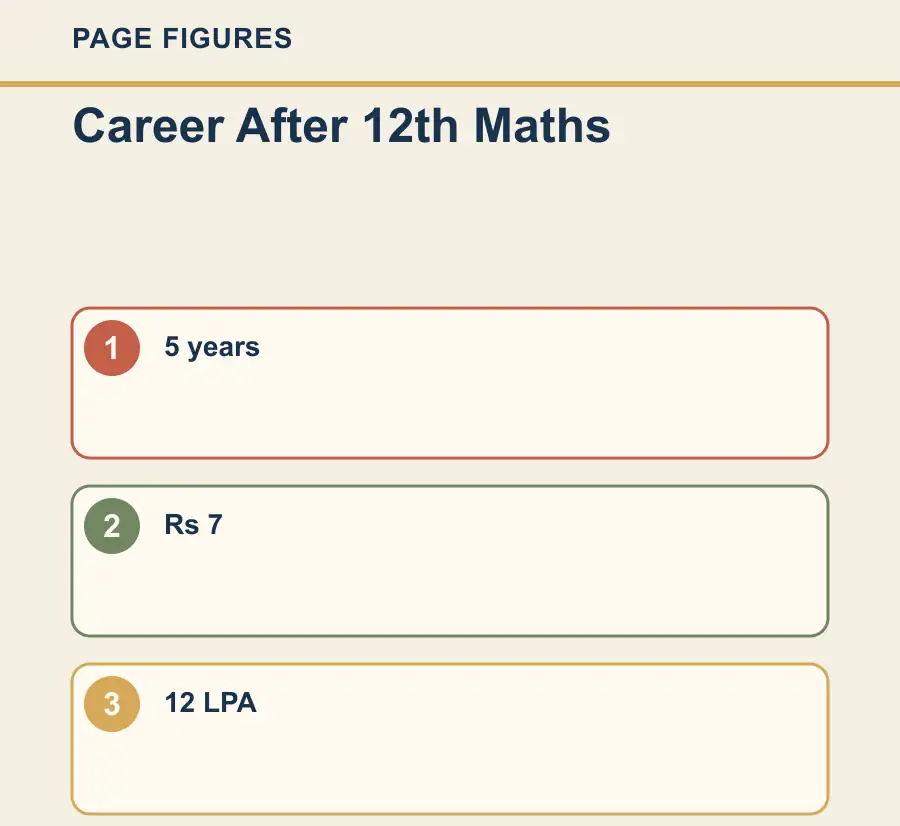 PAGE FIGURES
Career After 12th Maths
1 5 years
2 Rs 7
3 12 LPA